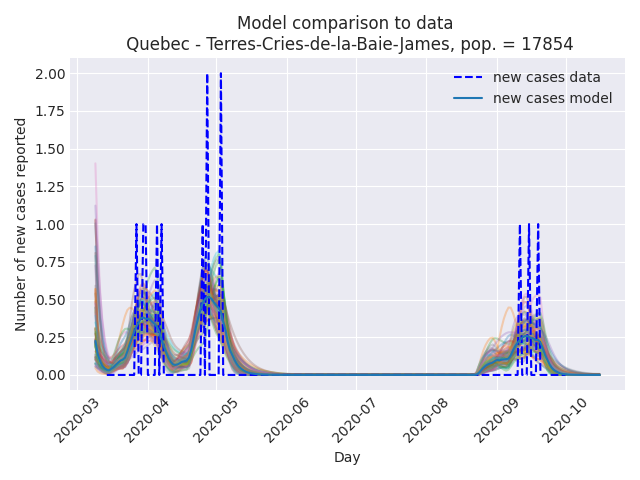 Model comparison to data
Quebec - Terres-Cries-de-la-Baie-James, pop. = 17854
new cases data
new cases model
Number of new cases reported
2.00
1.75
1.50
1.25
1.00
0.75
0.50
0.25
0.00
2020-03
2020-04
2020-05
2020-06
2020-07
2020-08
2020-09
2020-10
Day